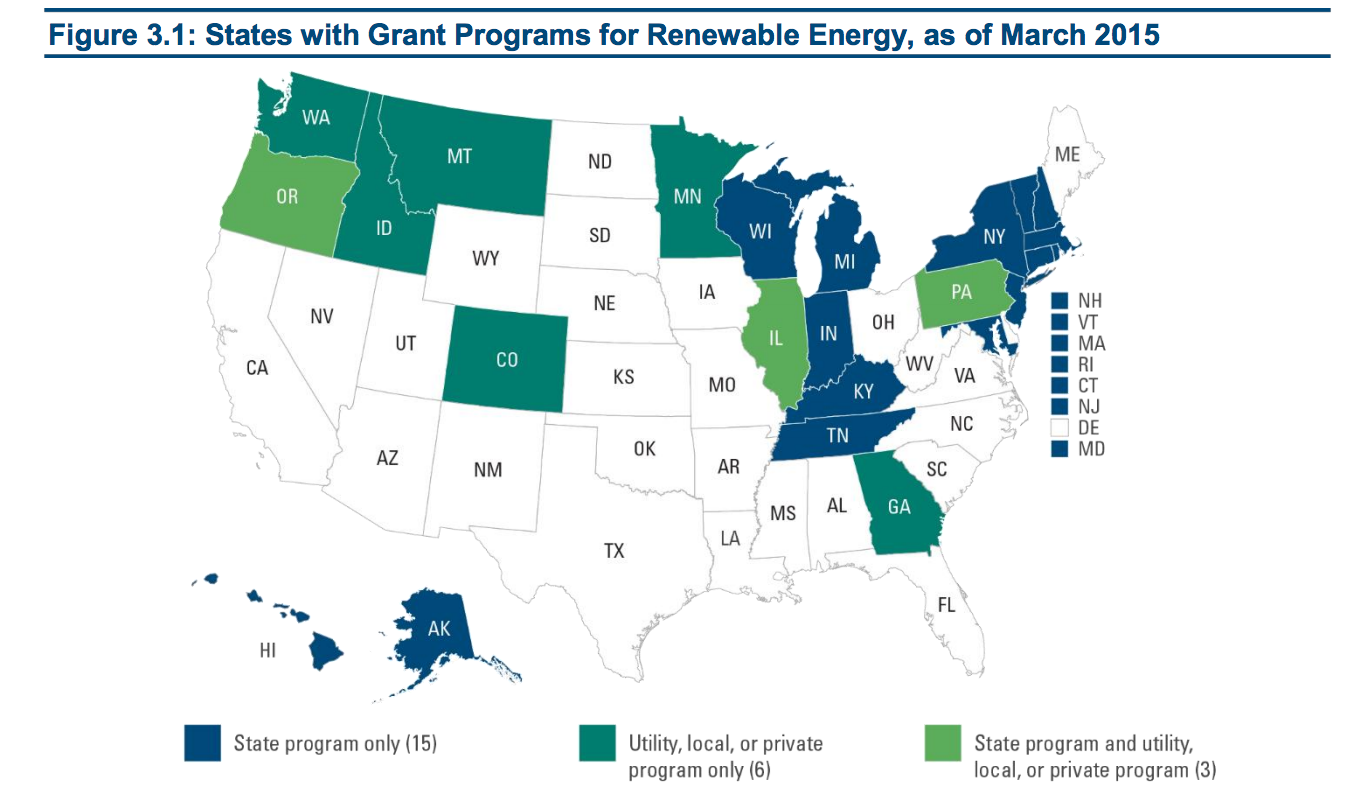 Figure 3.1: States with Grant Programs for Renewable Energy, as of March 2015
WA
MT
ND
MN
ME
OR
ID
SD
WI
NY
WY
MI
IA
NE
PA
NV
UT
CO
IL
IN
OH
CA
KS
MO
WV
VA
KY
NC
TN
AZ
NM
OK
AR
SC
MS
AL
GA
LA
TX
FL
HI
AK
NH
VT
MA
RI
CT
NJ
DE
MD
State program only (15)
Utility, local, or private
program only (6)
State program and utility,
local, or private program (3)